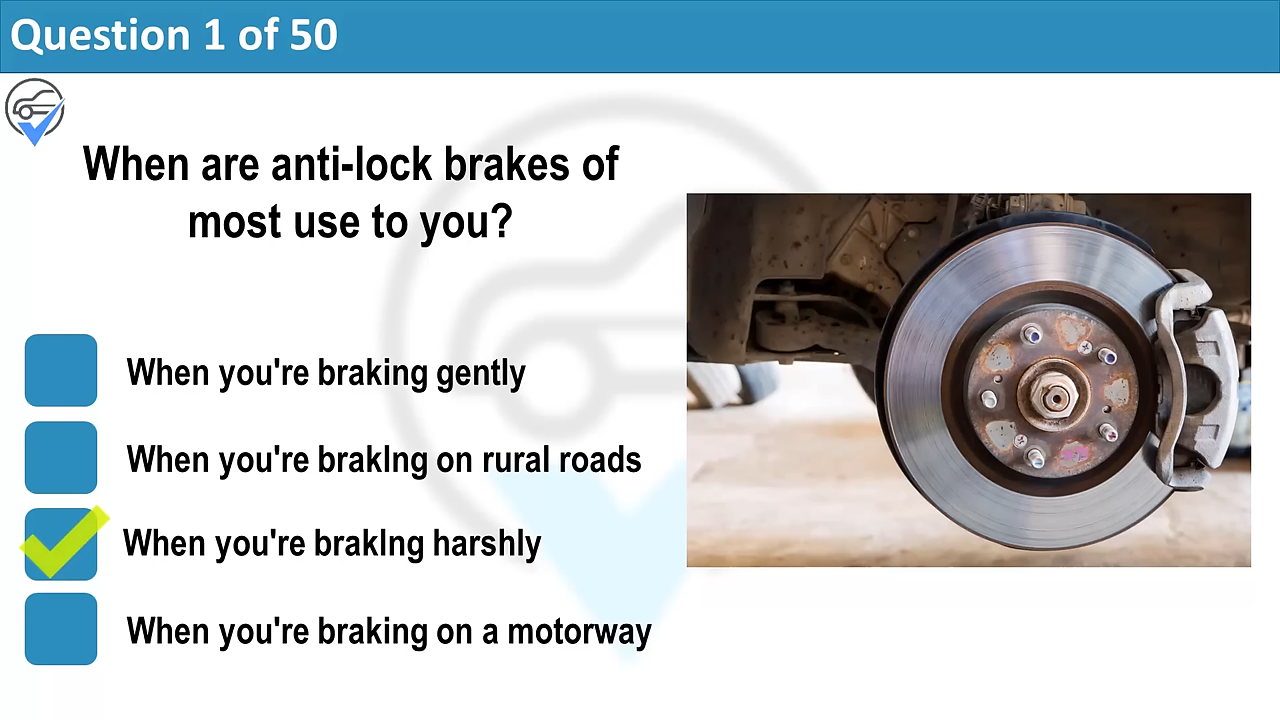 Question 1 of 50
When are anti-lock brakes of
most use to you?
When you're braking gently
When you're brakIng on rural roads
When you're brakIng harshly
When you're braking on a motorway